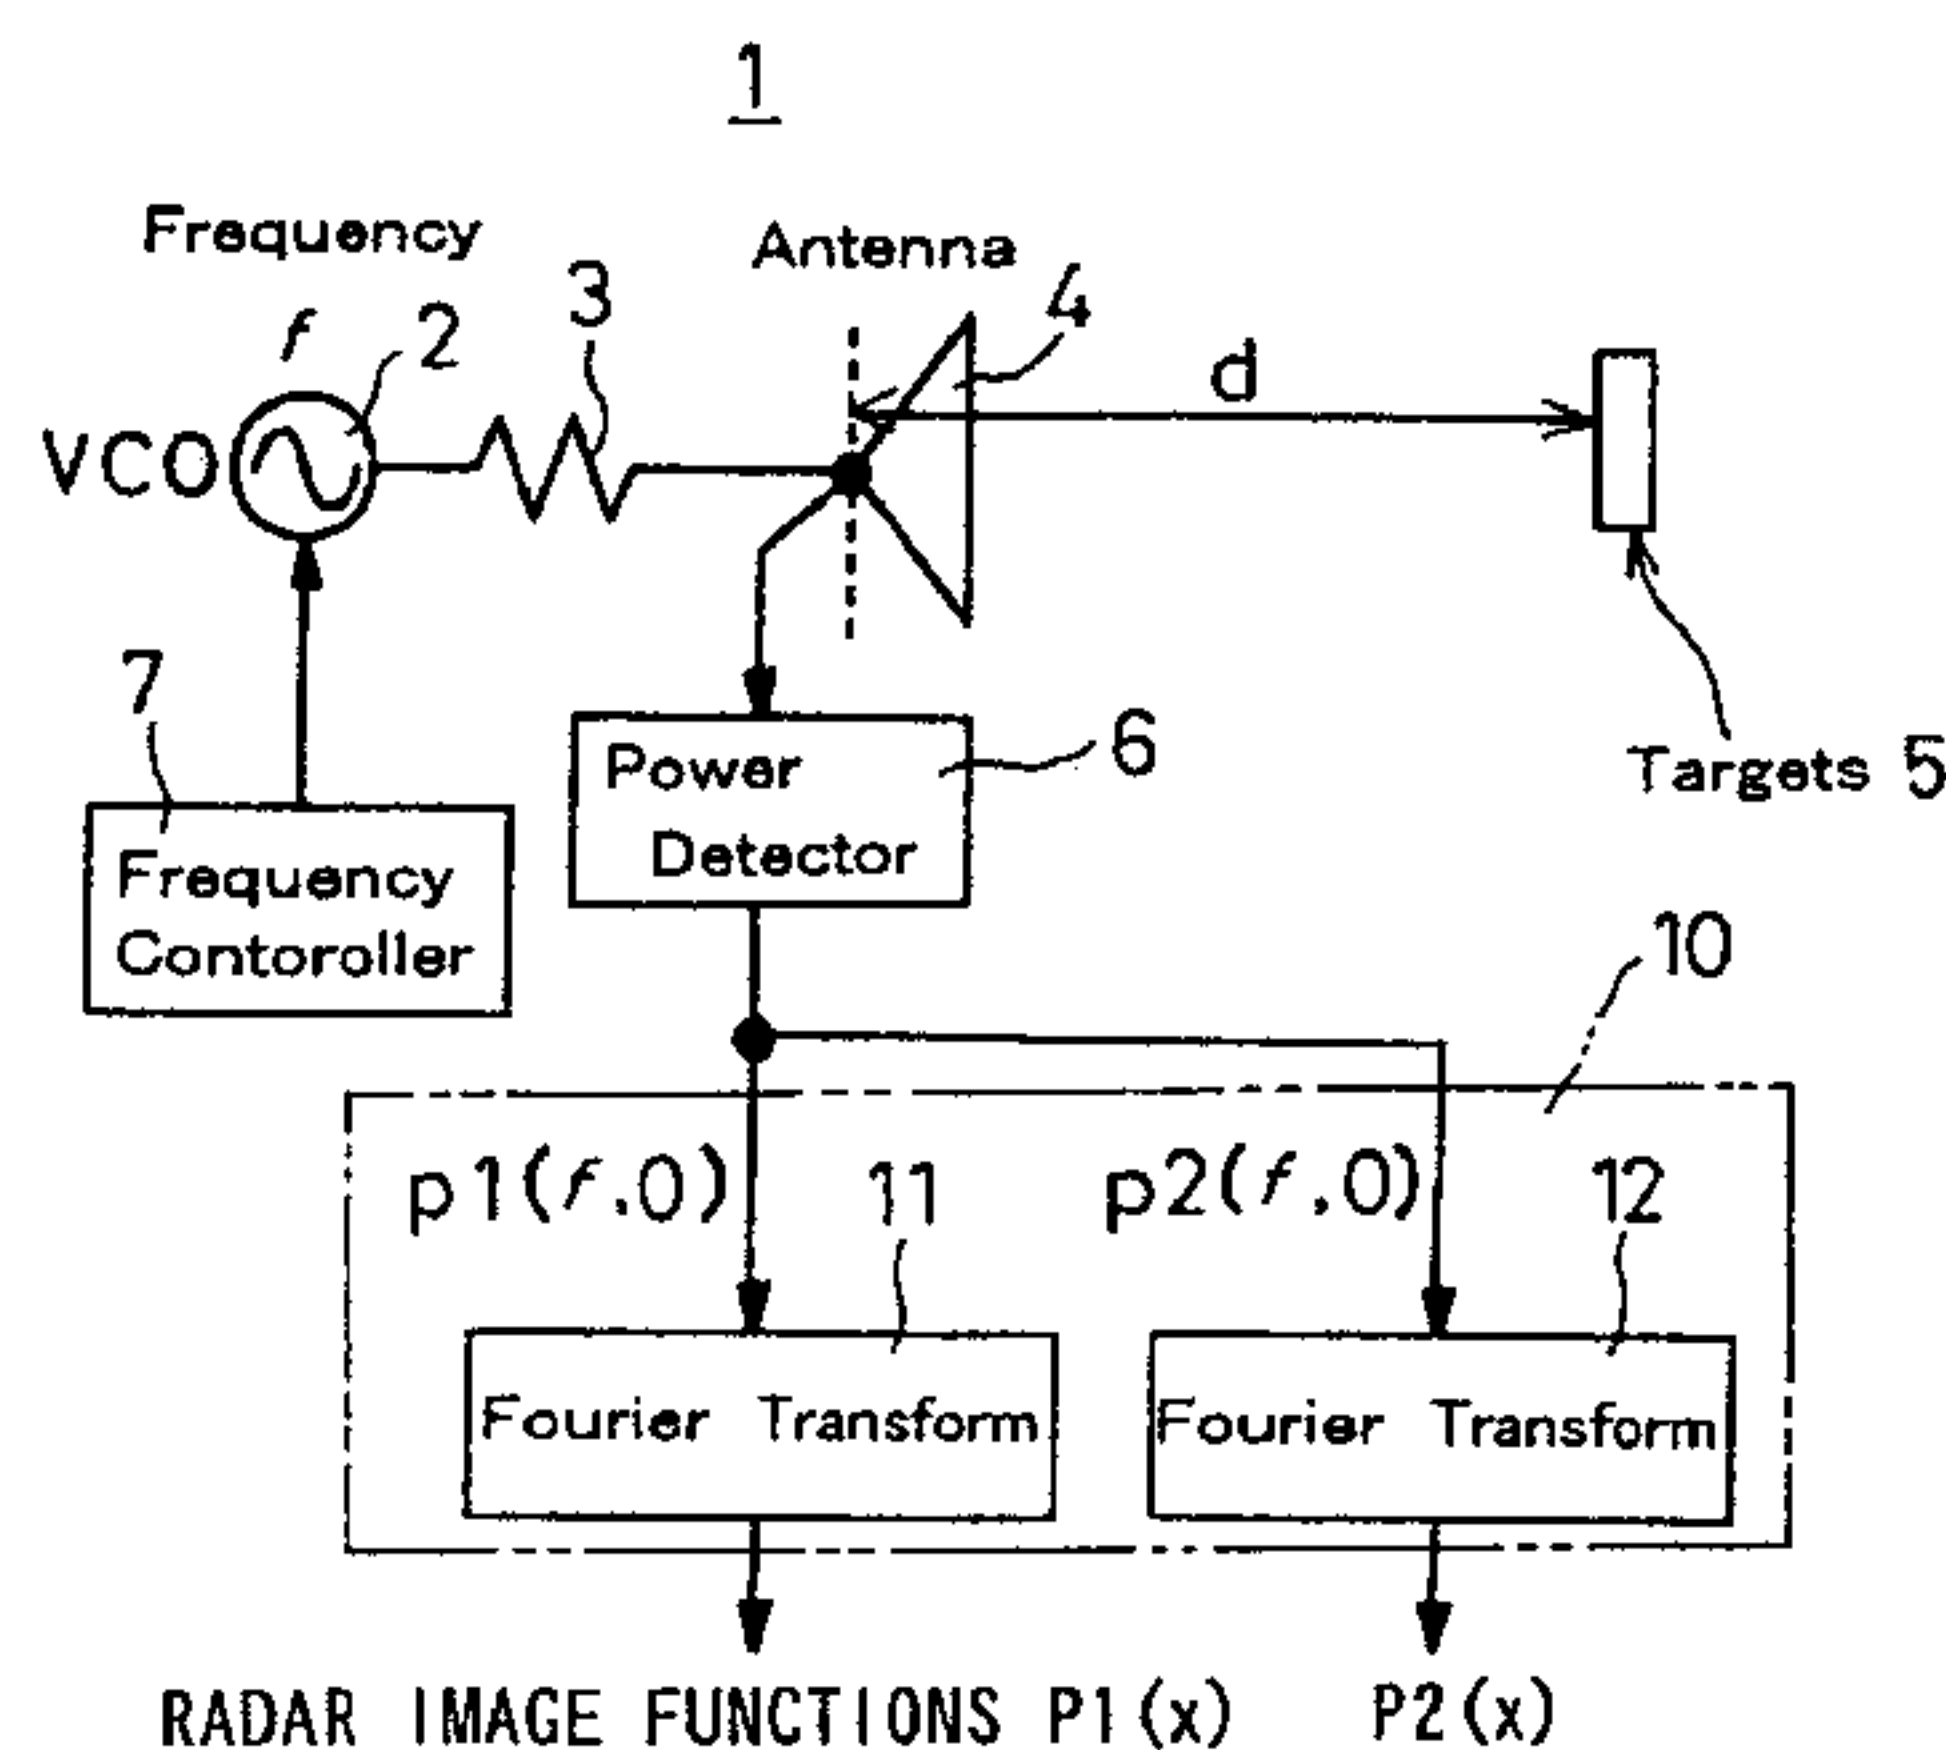 1
Frequency
Antenna
f
2
3
4
d
VCO
7
Power
Detector
6
Targets 5
Frequency
Contoroller
10
p1(f,0)
11
p2(f,0)
12
Fourier Transform
Fourier Transform
RADAR IMAGE FUNCTIONS P1(x) P2(x)